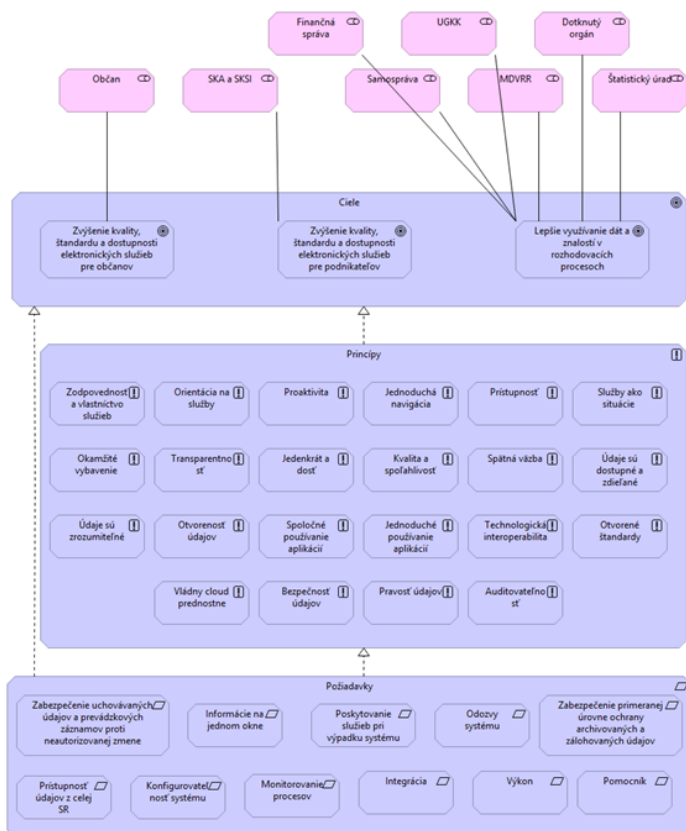 Finančná
správa
UGKK
Dotknutý
orgán
Občan
SKA a SKSI
Samospráva
MDVRR
Štatistický úrad
Ciele
Zvýšenie kvality,
štandardu a dostupnosti
elektronických služieb
pre občanov
Zvýšenie kvality,
štandardu a dostupnosti
elektronických služieb
pre podnikateľov
Lepšie využívanie dát a
znalostí v
rozhodovacích
procesoch
Princípy
Zodpovednosť
a vlastníctvo
služieb
Orientácia na
služby
Proaktivita
Jednoduchá
navigácia
Prístupnosť
Služby ako
situácie
Okamžité
vybavenie
Transparentno
sť
Jedenkrát a
dosť
Kvalita a
spoľahlivosť
Spätná väzba
Údaje sú
dostupné a
zdieľané
Údaje sú
zrozumiteľné
Otvorenosť
údajov
Spoločné
používanie
aplikácií
Jednoduché
používanie
aplikácií
Technologická
interoperabilita
Otvorené
štandardy
Vládny cloud
prednostne
Bezpečnosť
údajov
Pravosť údajov
Auditovateľno
sť
Požiadavky
Zabezpečenie uchovávaných
údajov a prevádzkových
záznamov proti
neautorizovanej zmene
Informácie na
jednom okne
Poskytovanie
služieb pri
výpadku systému
Odozvy
systému
Zabezpečenie primeranej
úrovne ochrany
archivovaných a
zálohovaných údajov
Prístupnosť
údajov z celej
SR
Konfigurovateľ
nosť systému
Monitorovanie
procesov
Integrácia
Výkon
Pomocník